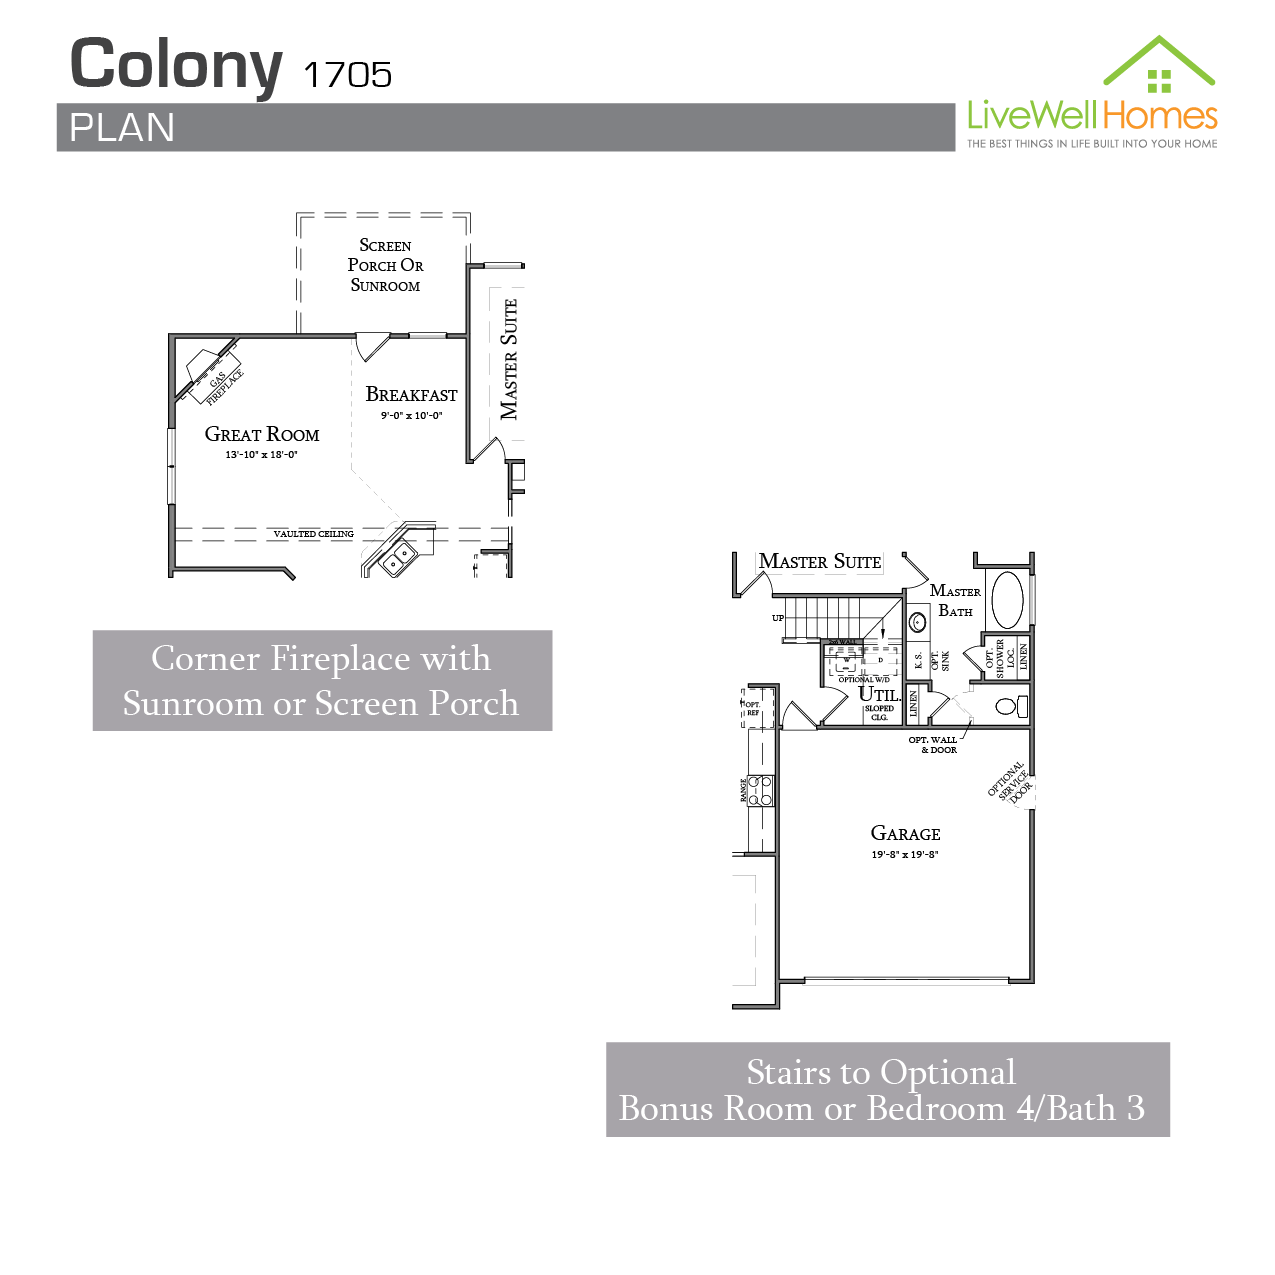 Colony 1705
PLAN
LiveWell Homes
THE BEST THINGS IN LIFE BUILT INTO YOUR HOME
SCREEN
PORCH OR
SUNROOM
MASTER SUITE
GAS
FIREPLACE
BREAKFAST
9'-0" x 10'-0"
GREAT ROOM
13'-10" x 18'-0"
VAULTED CEILING
Corner Fireplace with
Sunroom or Screen Porch
MASTER SUITE
MASTER
BATH
UP
2x6 WALL
W
D
OPTIONAL W/D
UTIL.
SLOPED
CLG.
K. S.
OPT.
SINK
OPT.
SHOWER
LOC.
LINEN
LINEN
OPT.
REF
OPT. WALL
& DOOR
RANGE
OPTIONAL
SERVICE
DOOR
GARAGE
19'-8" x 19'-8"
Stairs to Optional
Bonus Room or Bedroom 4/Bath 3